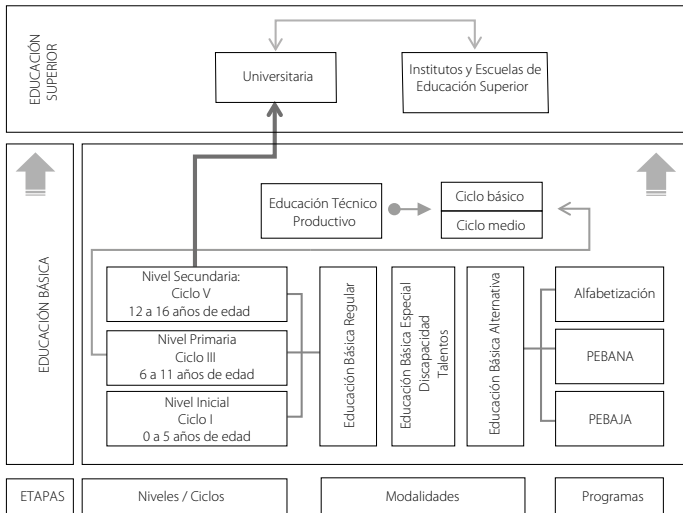 EDUCACIÓN
SUPERIOR
Universitaria
Institutos y Escuelas de
Educación Superior
EDUCACIÓN BÁSICA
Educación Técnico
Productivo
Ciclo básico
Ciclo medio
Nivel Secundaria:
Ciclo V
12 a 16 años de edad
Nivel Primaria
Ciclo III
6 a 11 años de edad
Nivel Inicial
Ciclo I
0 a 5 años de edad
Educación Básica Regular
Educación Básica Especial
Discapacidad
Talentos
Educación Básica Alternativa
Alfabetización
PEBANA
PEBAJA
ETAPAS
Niveles / Ciclos
Modalidades
Programas